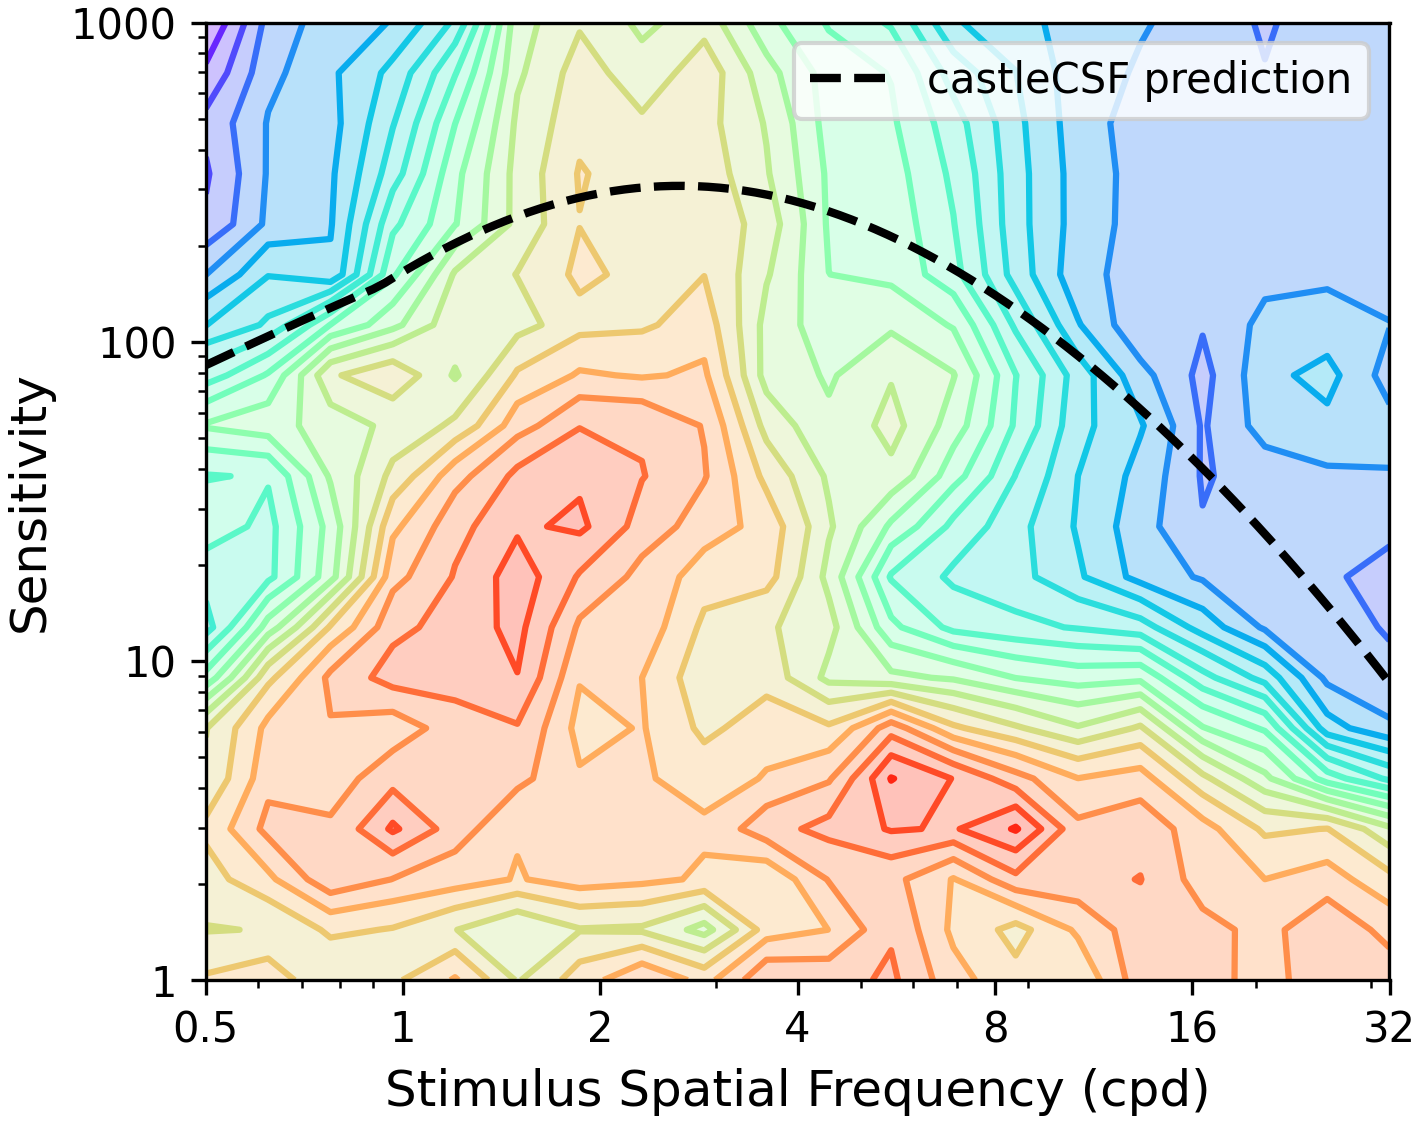 1000
castleCSF prediction
100
10
1
Sensitivity
0.5 1 2 4 8 16 32
Stimulus Spatial Frequency (cpd)